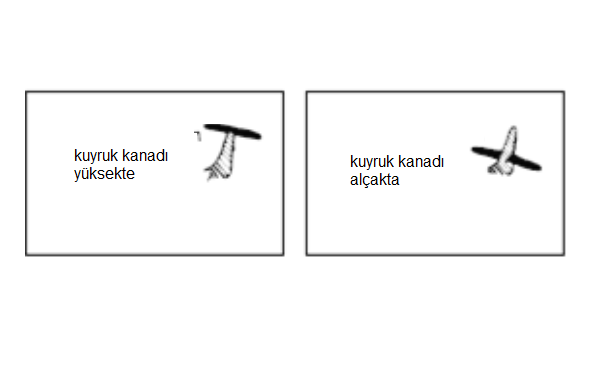 kuyruk kanadı
yüksekte
kuyruk kanadı
alçakta